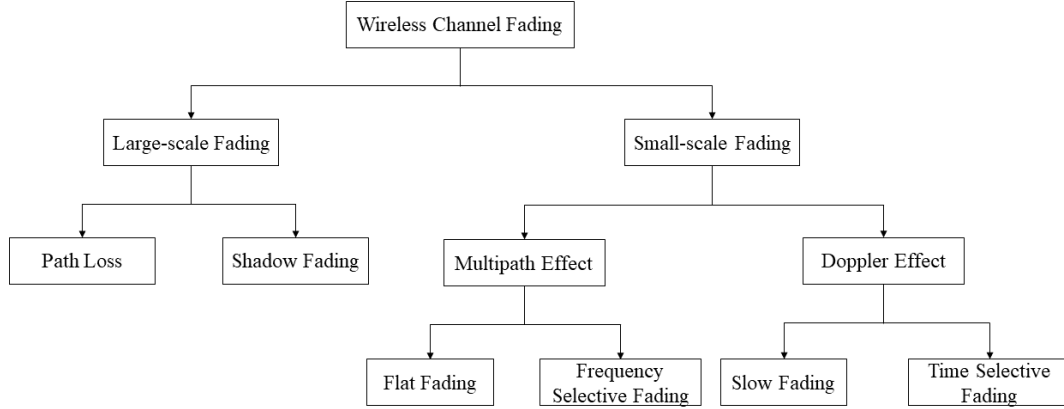 Wireless Channel Fading
Large-scale Fading
Small-scale Fading
Path Loss
Shadow Fading
Multipath Effect
Doppler Effect
Flat Fading
Frequency
Selective Fading
Slow Fading
Time Selective
Fading